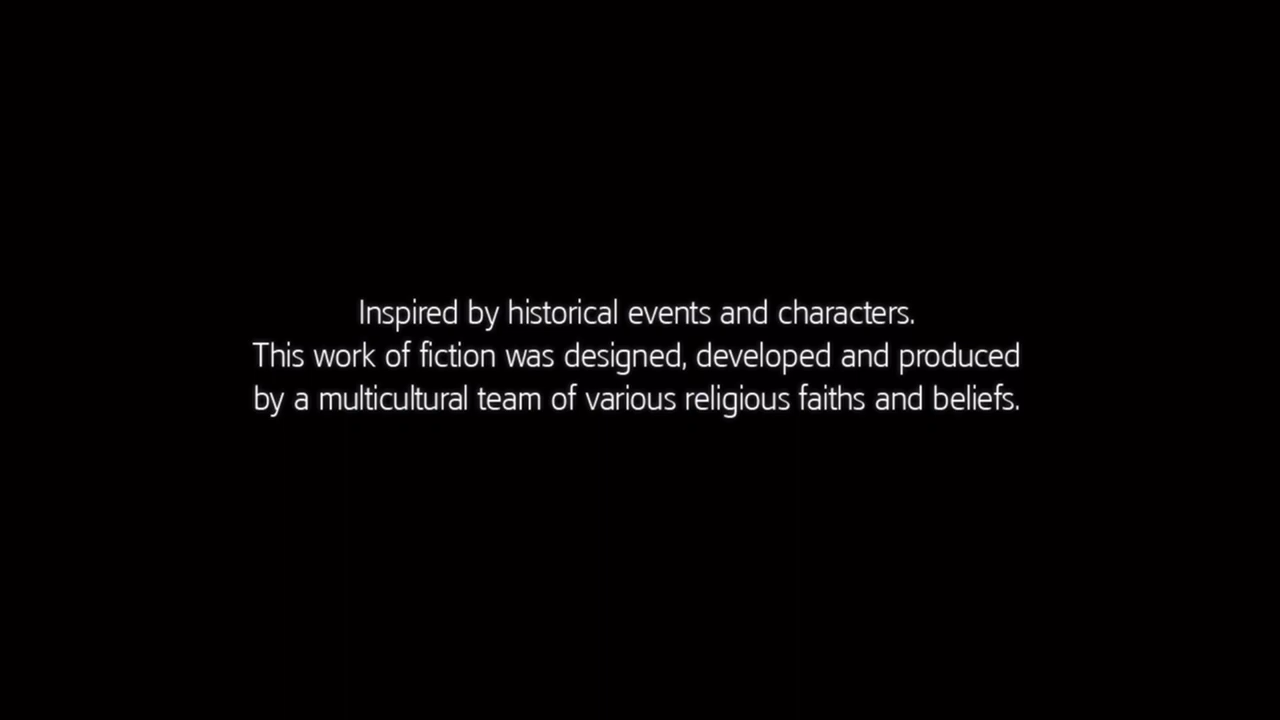 Inspired by historical events and characters.
This work of fiction was designed, developed and produced
by a multicultural team of various religious faiths and beliefs.